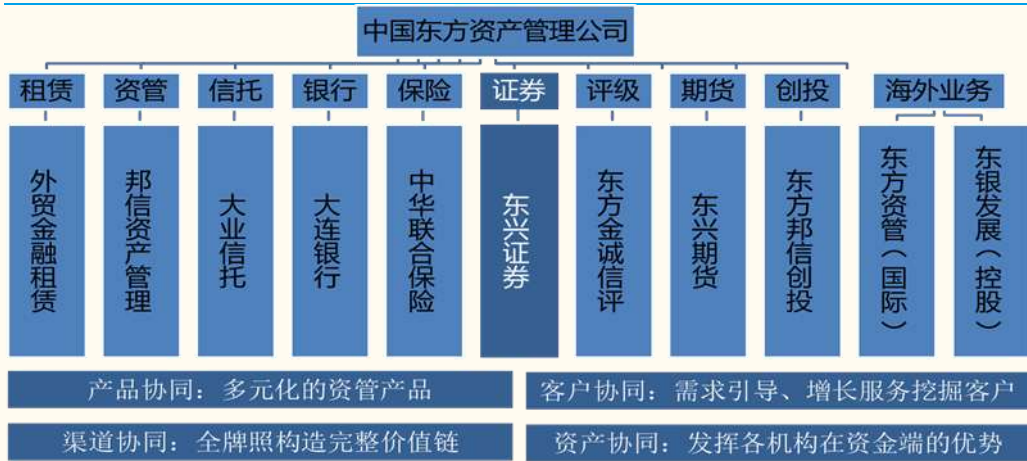 中国东方资产管理公司
租赁 资管 信托 银行 保险 证券 评级 期货 创投 海外业务
外贸金融租赁
邦信资产管理
大业信托
大连银行
中华联合保险
东兴证券
东方金诚信评
东兴期货
东方邦信创投
东方资管（国际）
东银发展（控股）
产品协同：多元化的资管产品
客户协同：需求引导、增长服务挖掘客户
渠道协同：全牌照构造完整价值链
资产协同：发挥各机构在资金端的优势